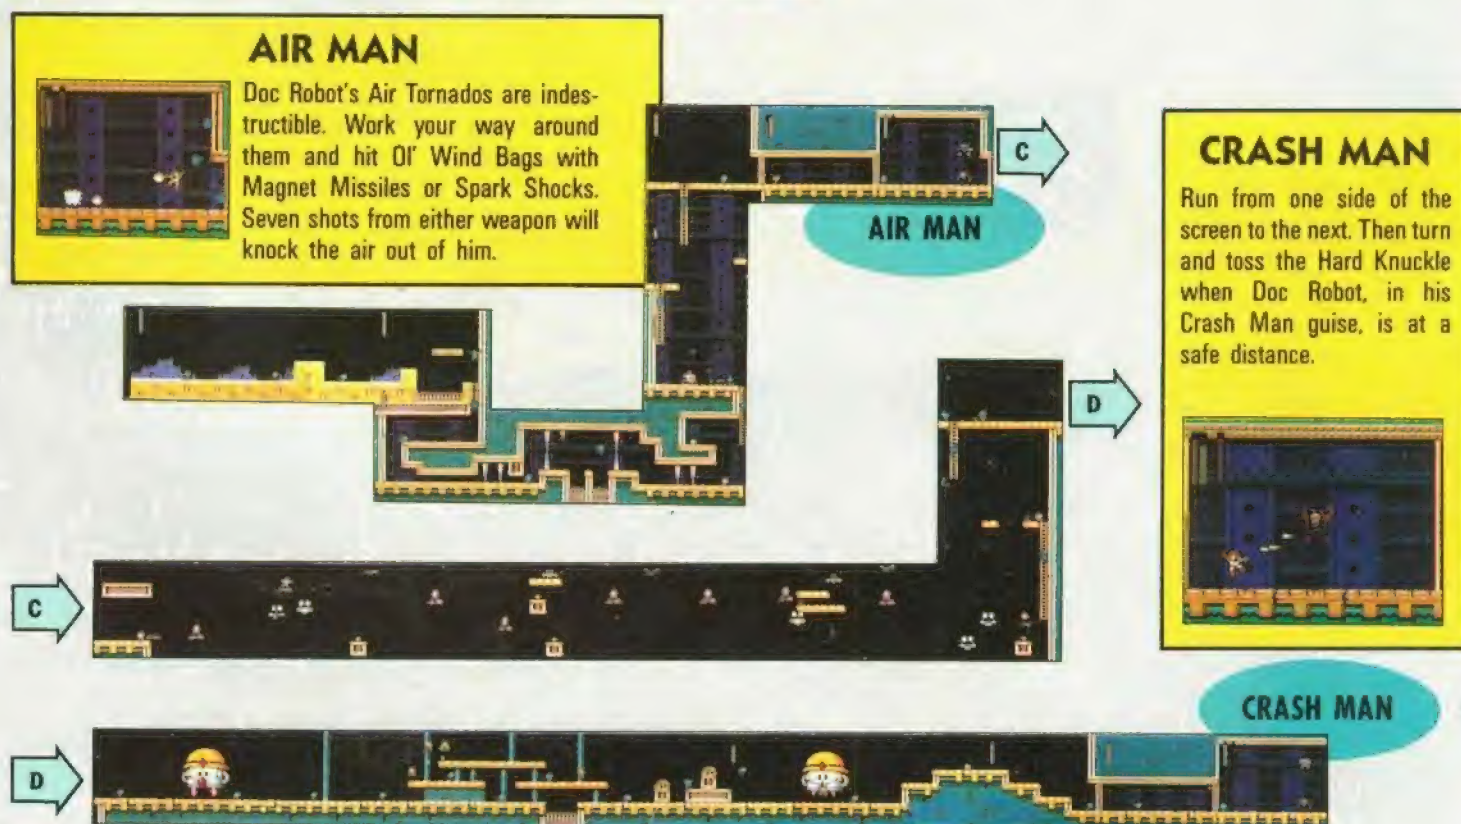 AIR MAN
Doc Robot's Air Tornados are indes-
tructible. Work your way around
them and hit Ol' Wind Bags with
Magnet Missiles or Spark Shocks.
Seven shots from either weapon will
knock the air out of him.
C
AIR MAN
CRASH MAN
Run from one side of the
screen to the next. Then turn
and toss the Hard Knuckle
when Doc Robot, in his
Crash Man guise, is at a
safe distance.
D
C
CRASH MAN
D